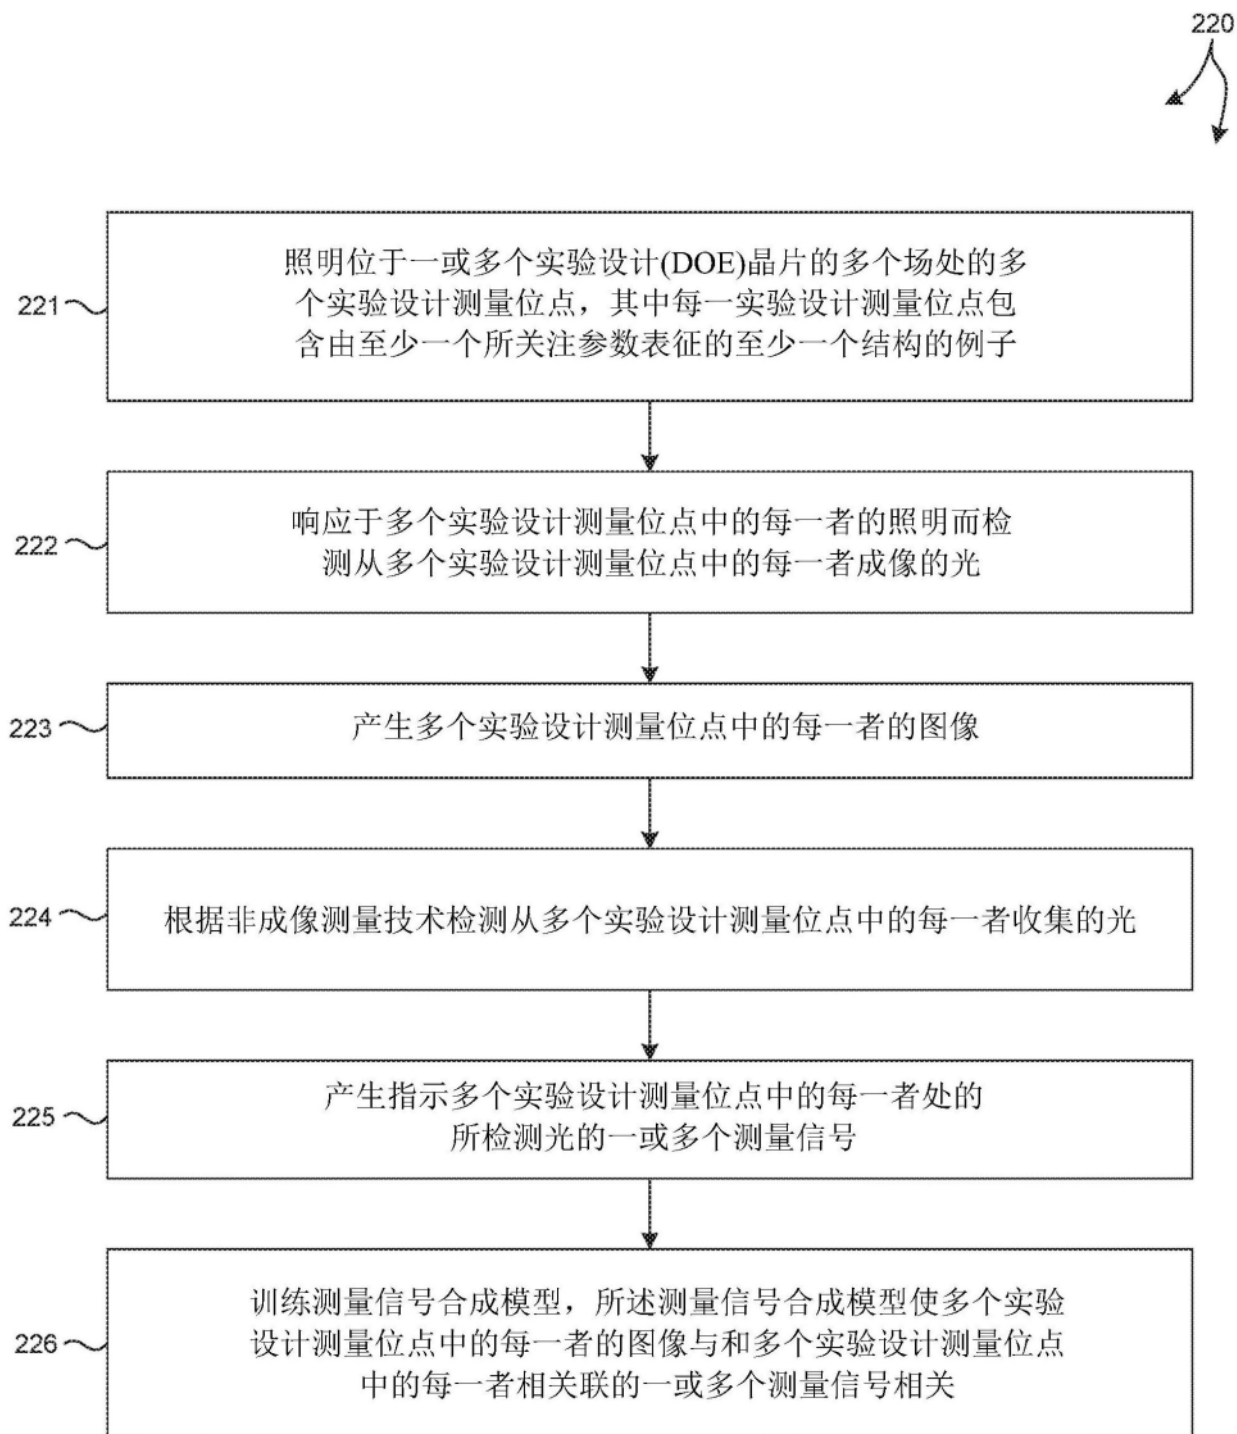 220
221
照明位于一或多个实验设计(DOE)晶片的多个场处的多
个实验设计测量位点，其中每一实验设计测量位点包
含由至少一个所关注参数表征的至少一个结构的例子
222
响应于多个实验设计测量位点中的每一者的照明而检
测从多个实验设计测量位点中的每一者成像的光
223
产生多个实验设计测量位点中的每一者的图像
224
根据非成像测量技术检测从多个实验设计测量位点中的每一者收集的光
225
产生指示多个实验设计测量位点中的每一者处的
所检测光的一或多个测量信号
226
训练测量信号合成模型，所述测量信号合成模型使多个实验
设计测量位点中的每一者的图像与和多个实验设计测量位点
中的每一者相关联的一或多个测量信号相关